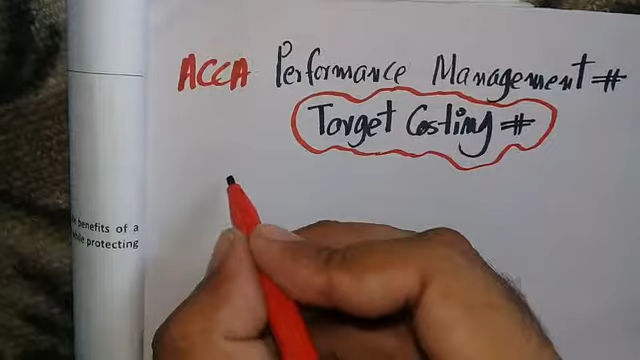 ACCA Performance Management #
Target Costing #
benefits of a
while protecting